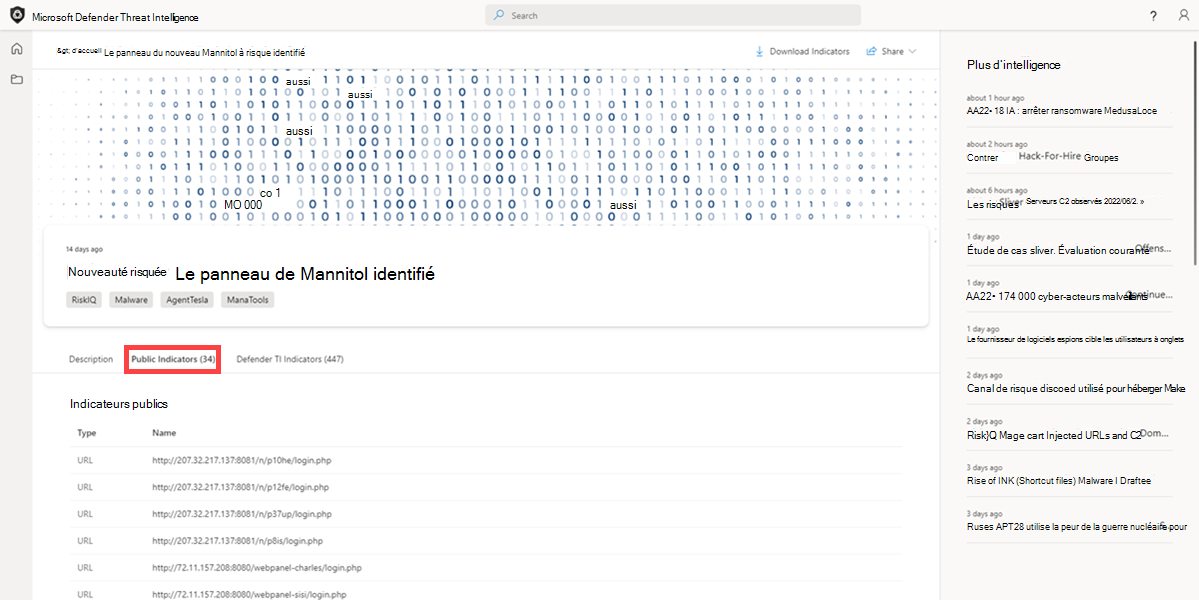 Microsoft Defender Threat Intelligence
Search
?
&gt; d'accueil Le panneau du nouveau Mannitol à risque identifié
Download Indicators
Share
aussi
aussi
aussi
co 1
MO 000
aussi
14 days ago
Nouveauté risquée Le panneau de Mannitol identifié
RiskIQ
Malware
AgentTesla
ManaTools
Description
Public Indicators (34)
Defender TI Indicators (447)
Indicateurs publics
Type Name
URL http://207.32.217.137:8081/n/p10he/login.php
URL http://207.32.217.137:8081/n/p12fe/login.php
URL http://207.32.217.137:8081/n/p37up/login.php
URL http://207.32.217.137:8081/n/p8is/login.php
URL http://72.11.157.208:8080/webpanel-charles/login.php
URL http://72.11.157.208:8080/webpanel-sisi/login.php
Plus d'intelligence
about 1 hour ago
AA22• 18 IA : arrêter ransomware MedusaLoce
about 2 hours ago
Contrer Hack-For-Hire Groupes
about 6 hours ago
Les risques Sliver Serveurs C2 observés 2022/06/2. »
1 day ago
Étude de cas sliver. Évaluation courante Offens...
1 day ago
AA22• 174 000 cyber-acteurs malveillants Continue...
1 day ago
Le fournisseur de logiciels espions cible les utilisateurs à onglets
2 days ago
Canal de risque discoed utilisé pour héberger Make
2 days ago
Risk}Q Mage cart Injected URLs and C2 Dom...
3 days ago
Rise of INK (Shortcut files) Malware I Draftee
3 days ago
Ruses APT28 utilise la peur de la guerre nucléaire pour